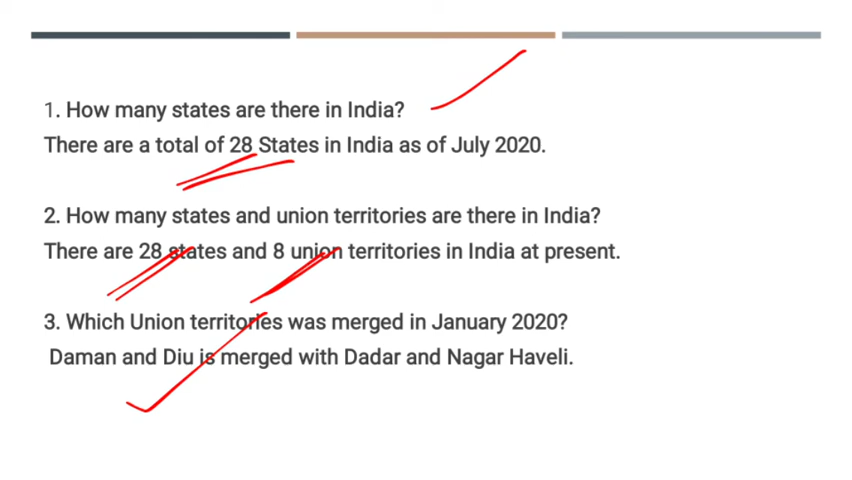 1. How many states are there in India?
There are a total of 28 States in India as of July 2020.
2. How many states and union territories are there in India?
There are 28 states and 8 union territories in India at present.
3. Which Union territories was merged in January 2020?
Daman and Diu is merged with Dadar and Nagar Haveli.